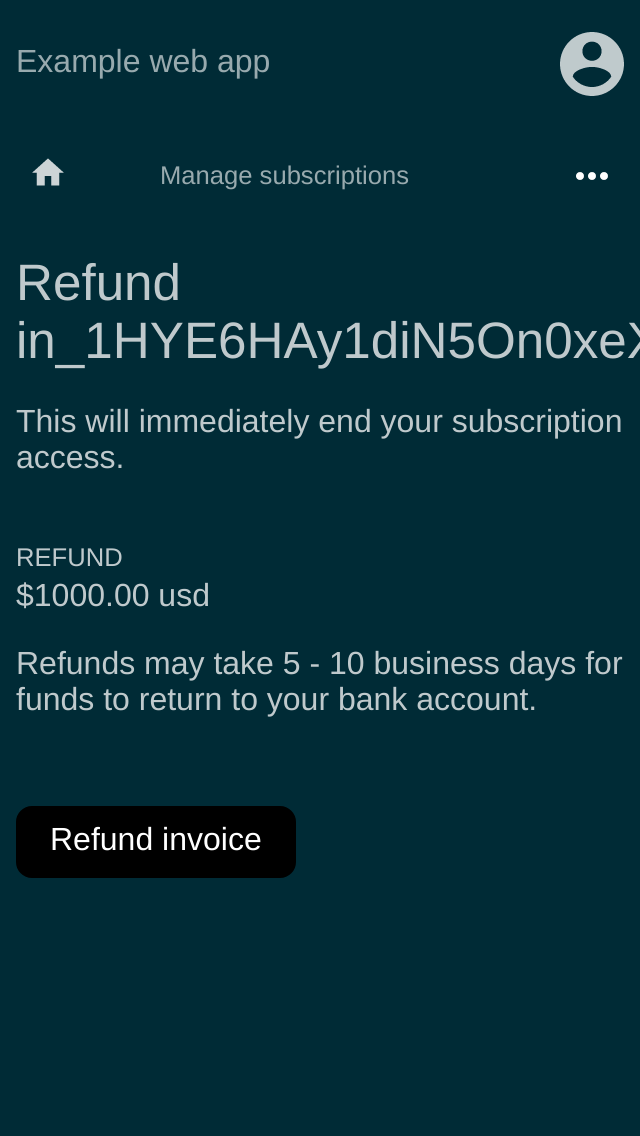 Example web app
Manage subscriptions
Refund
in_1HYE6HAy1diN5On0xeX
This will immediately end your subscription
access.
REFUND
$1000.00 usd
Refunds may take 5 - 10 business days for
funds to return to your bank account.
Refund invoice